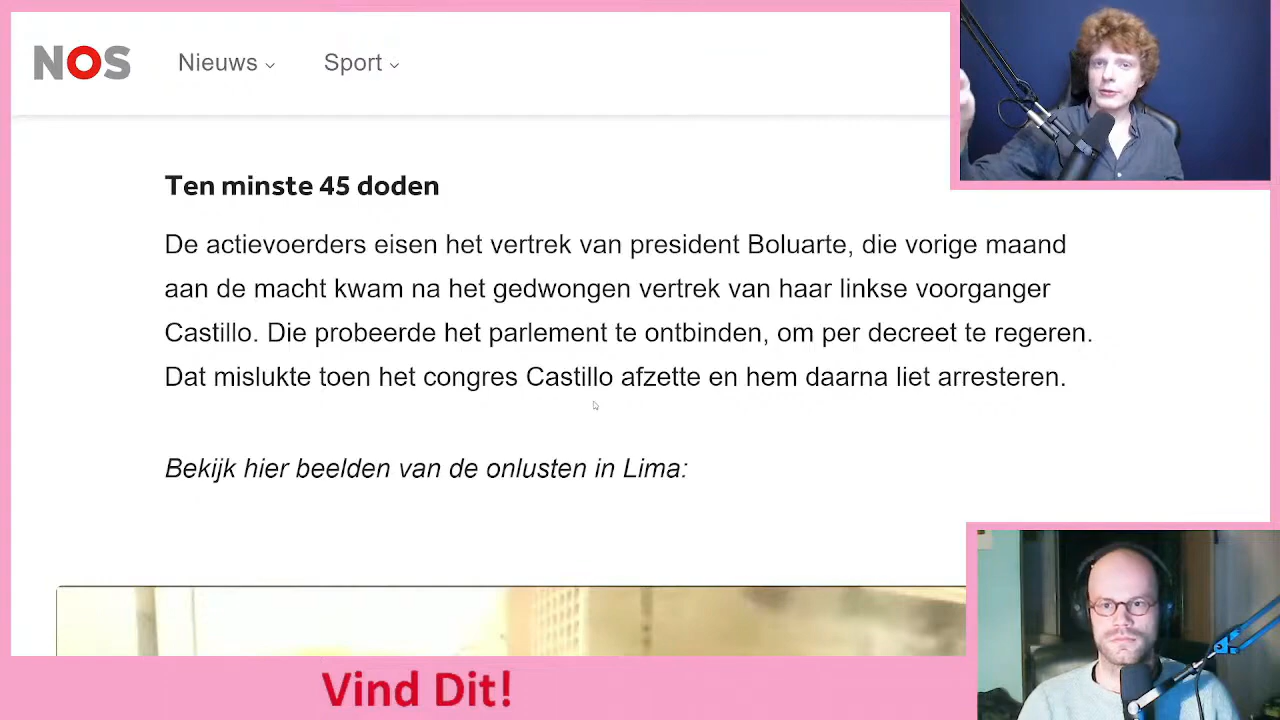 NOS Nieuws Sport
Ten minste 45 doden
De actievoerders eisen het vertrek van president Boluarte, die vorige maand
aan de macht kwam na het gedwongen vertrek van haar linkse voorganger
Castillo. Die probeerde het parlement te ontbinden, om per decreet te regeren.
Dat mislukte toen het congres Castillo afzette en hem daarna liet arresteren.
Bekijk hier beelden van de onlusten in Lima:
Vind Dit!